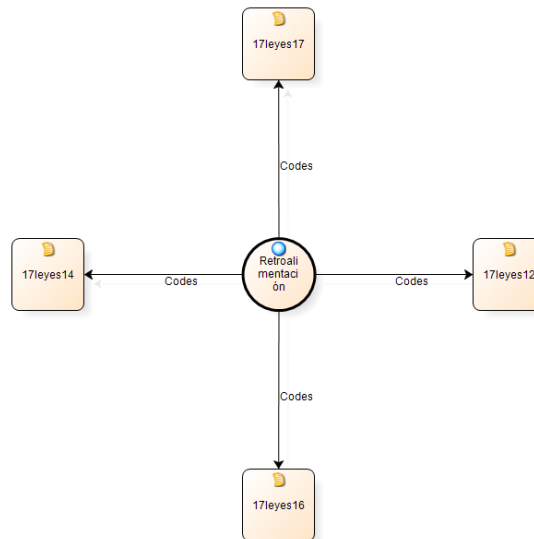 17leyes17
Codes
Retroali
mentaci
ón
17leyes14
Codes
Codes
17leyes12
Codes
17leyes16